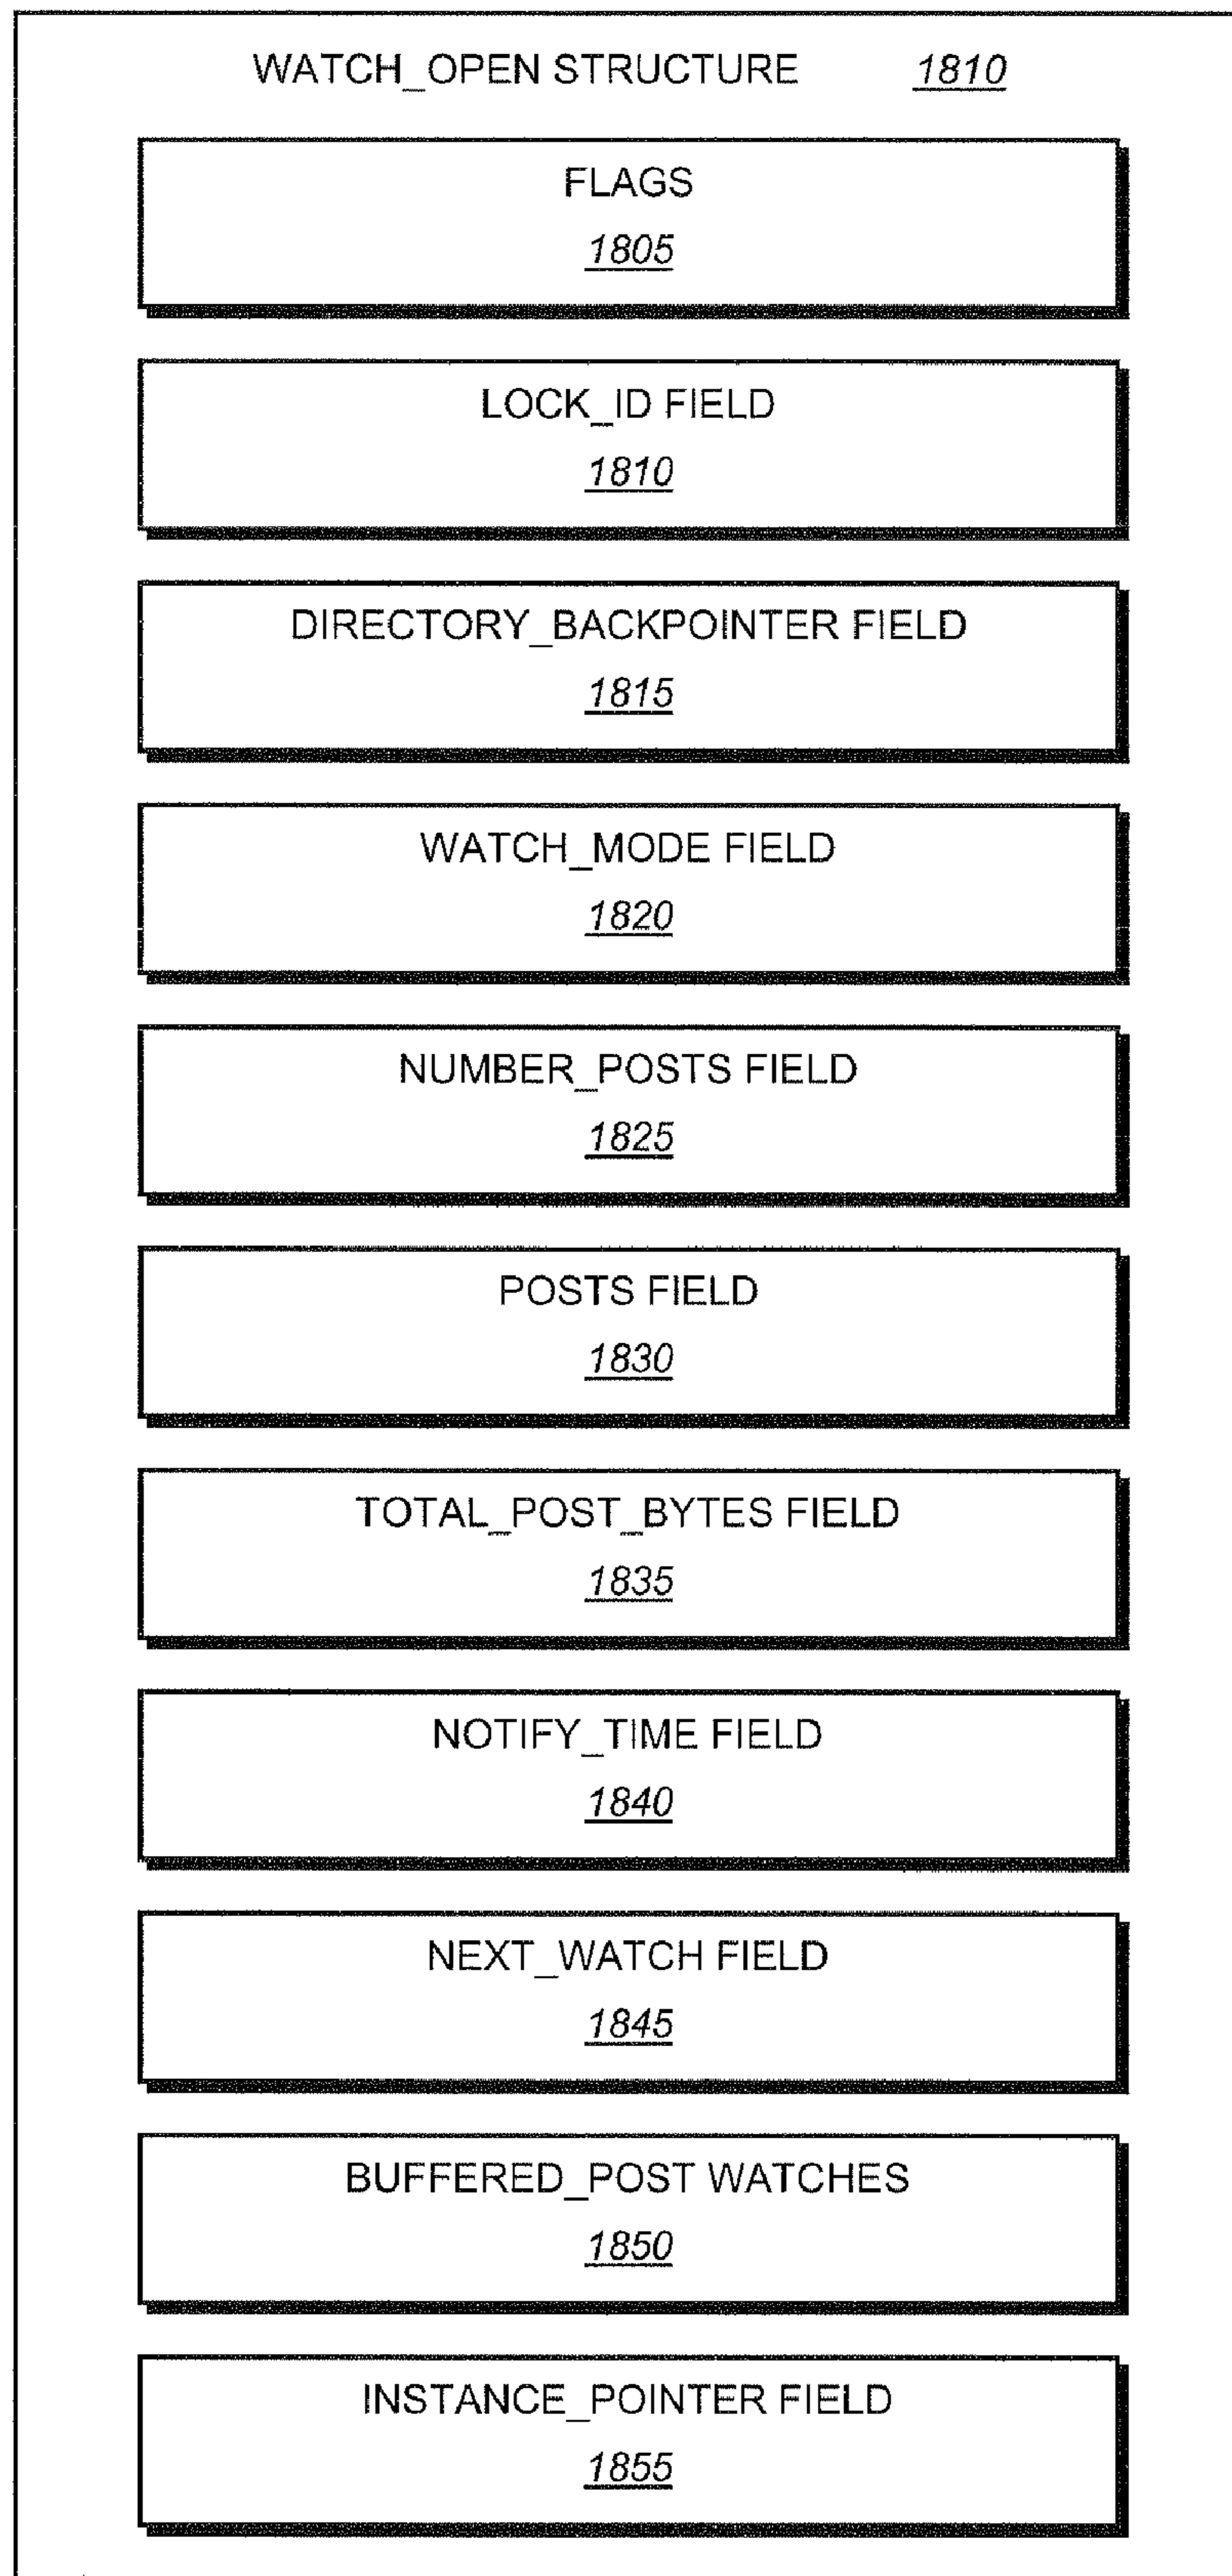 WATCH_OPEN STRUCTURE 1810
FLAGS
1805
LOCK_ID FIELD
1810
DIRECTORY_BACKPOINTER FIELD
1815
WATCH_MODE FIELD
1820
NUMBER_POSTS FIELD
1825
POSTS FIELD
1830
TOTAL_POST_BYTES FIELD
1835
NOTIFY_TIME FIELD
1840
NEXT_WATCH FIELD
1845
BUFFERED_POST WATCHES
1850
INSTANCE_POINTER FIELD
1855